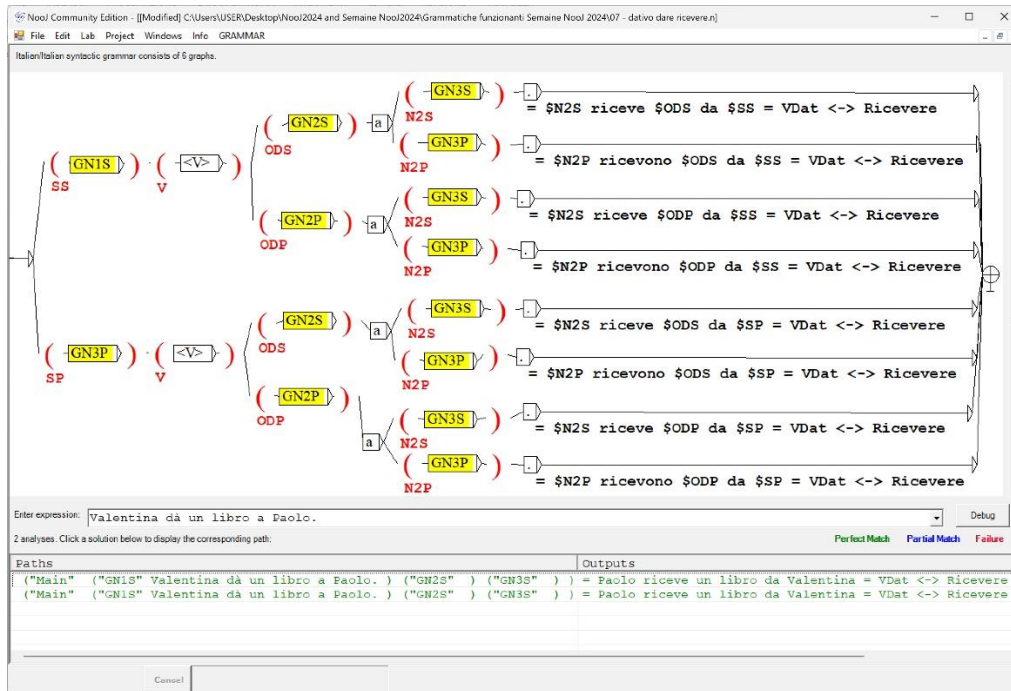 NooJ Community Edition - [[Modified] C:\Users\USER\Desktop\NooJ2024 and Semaine NooJ2024\Grammatiche funzionanti Semaine NooJ 2024\07 - dativo dare ricevere.n]
File Edit Lab Project Windows Info GRAMMAR
Italian/Italian syntactic grammar consists of 6 graphs.
( GN3S ) .
N2S
= $N2S riceve $ODS da $SS = VDat <-> Ricevere
( GN2S ) a
ODS
( GN3P ) .
N2P
= $N2P ricevono $ODS da $SS = VDat <-> Ricevere
( GN1S ) ( <V> )
SS V
( GN3S ) .
N2S
= $N2S riceve $ODP da $SS = VDat <-> Ricevere
( GN2P ) a
ODP
( GN3P ) .
N2P
= $N2P ricevono $ODP da $SS = VDat <-> Ricevere
( GN3S ) .
N2S
= $N2S riceve $ODS da $SP = VDat <-> Ricevere
( GN2S ) a
ODS
( GN3P ) .
N2P
= $N2P ricevono $ODS da $SP = VDat <-> Ricevere
( GN3P ) ( <V> )
SP V
( GN2P )
ODP
( GN3S ) .
N2S
= $N2S riceve $ODP da $SP = VDat <-> Ricevere
a
( GN3P ) .
N2P
= $N2P ricevono $ODP da $SP = VDat <-> Ricevere
Enter expression: Valentina dà un libro a Paolo. Debug
2 analyses. Click a solution below to display the corresponding path: Perfect Match Partial Match Failure
Paths Outputs
("Main" ("GN1S" Valentina dà un libro a Paolo. ) ("GN2S" ) ("GN3S" ) ) = Paolo riceve un libro da Valentina = VDat <-> Ricevere
("Main" ("GN1S" Valentina dà un libro a Paolo. ) ("GN2S" ) ("GN3S" ) ) = Paolo riceve un libro da Valentina = VDat <-> Ricevere
Cancel